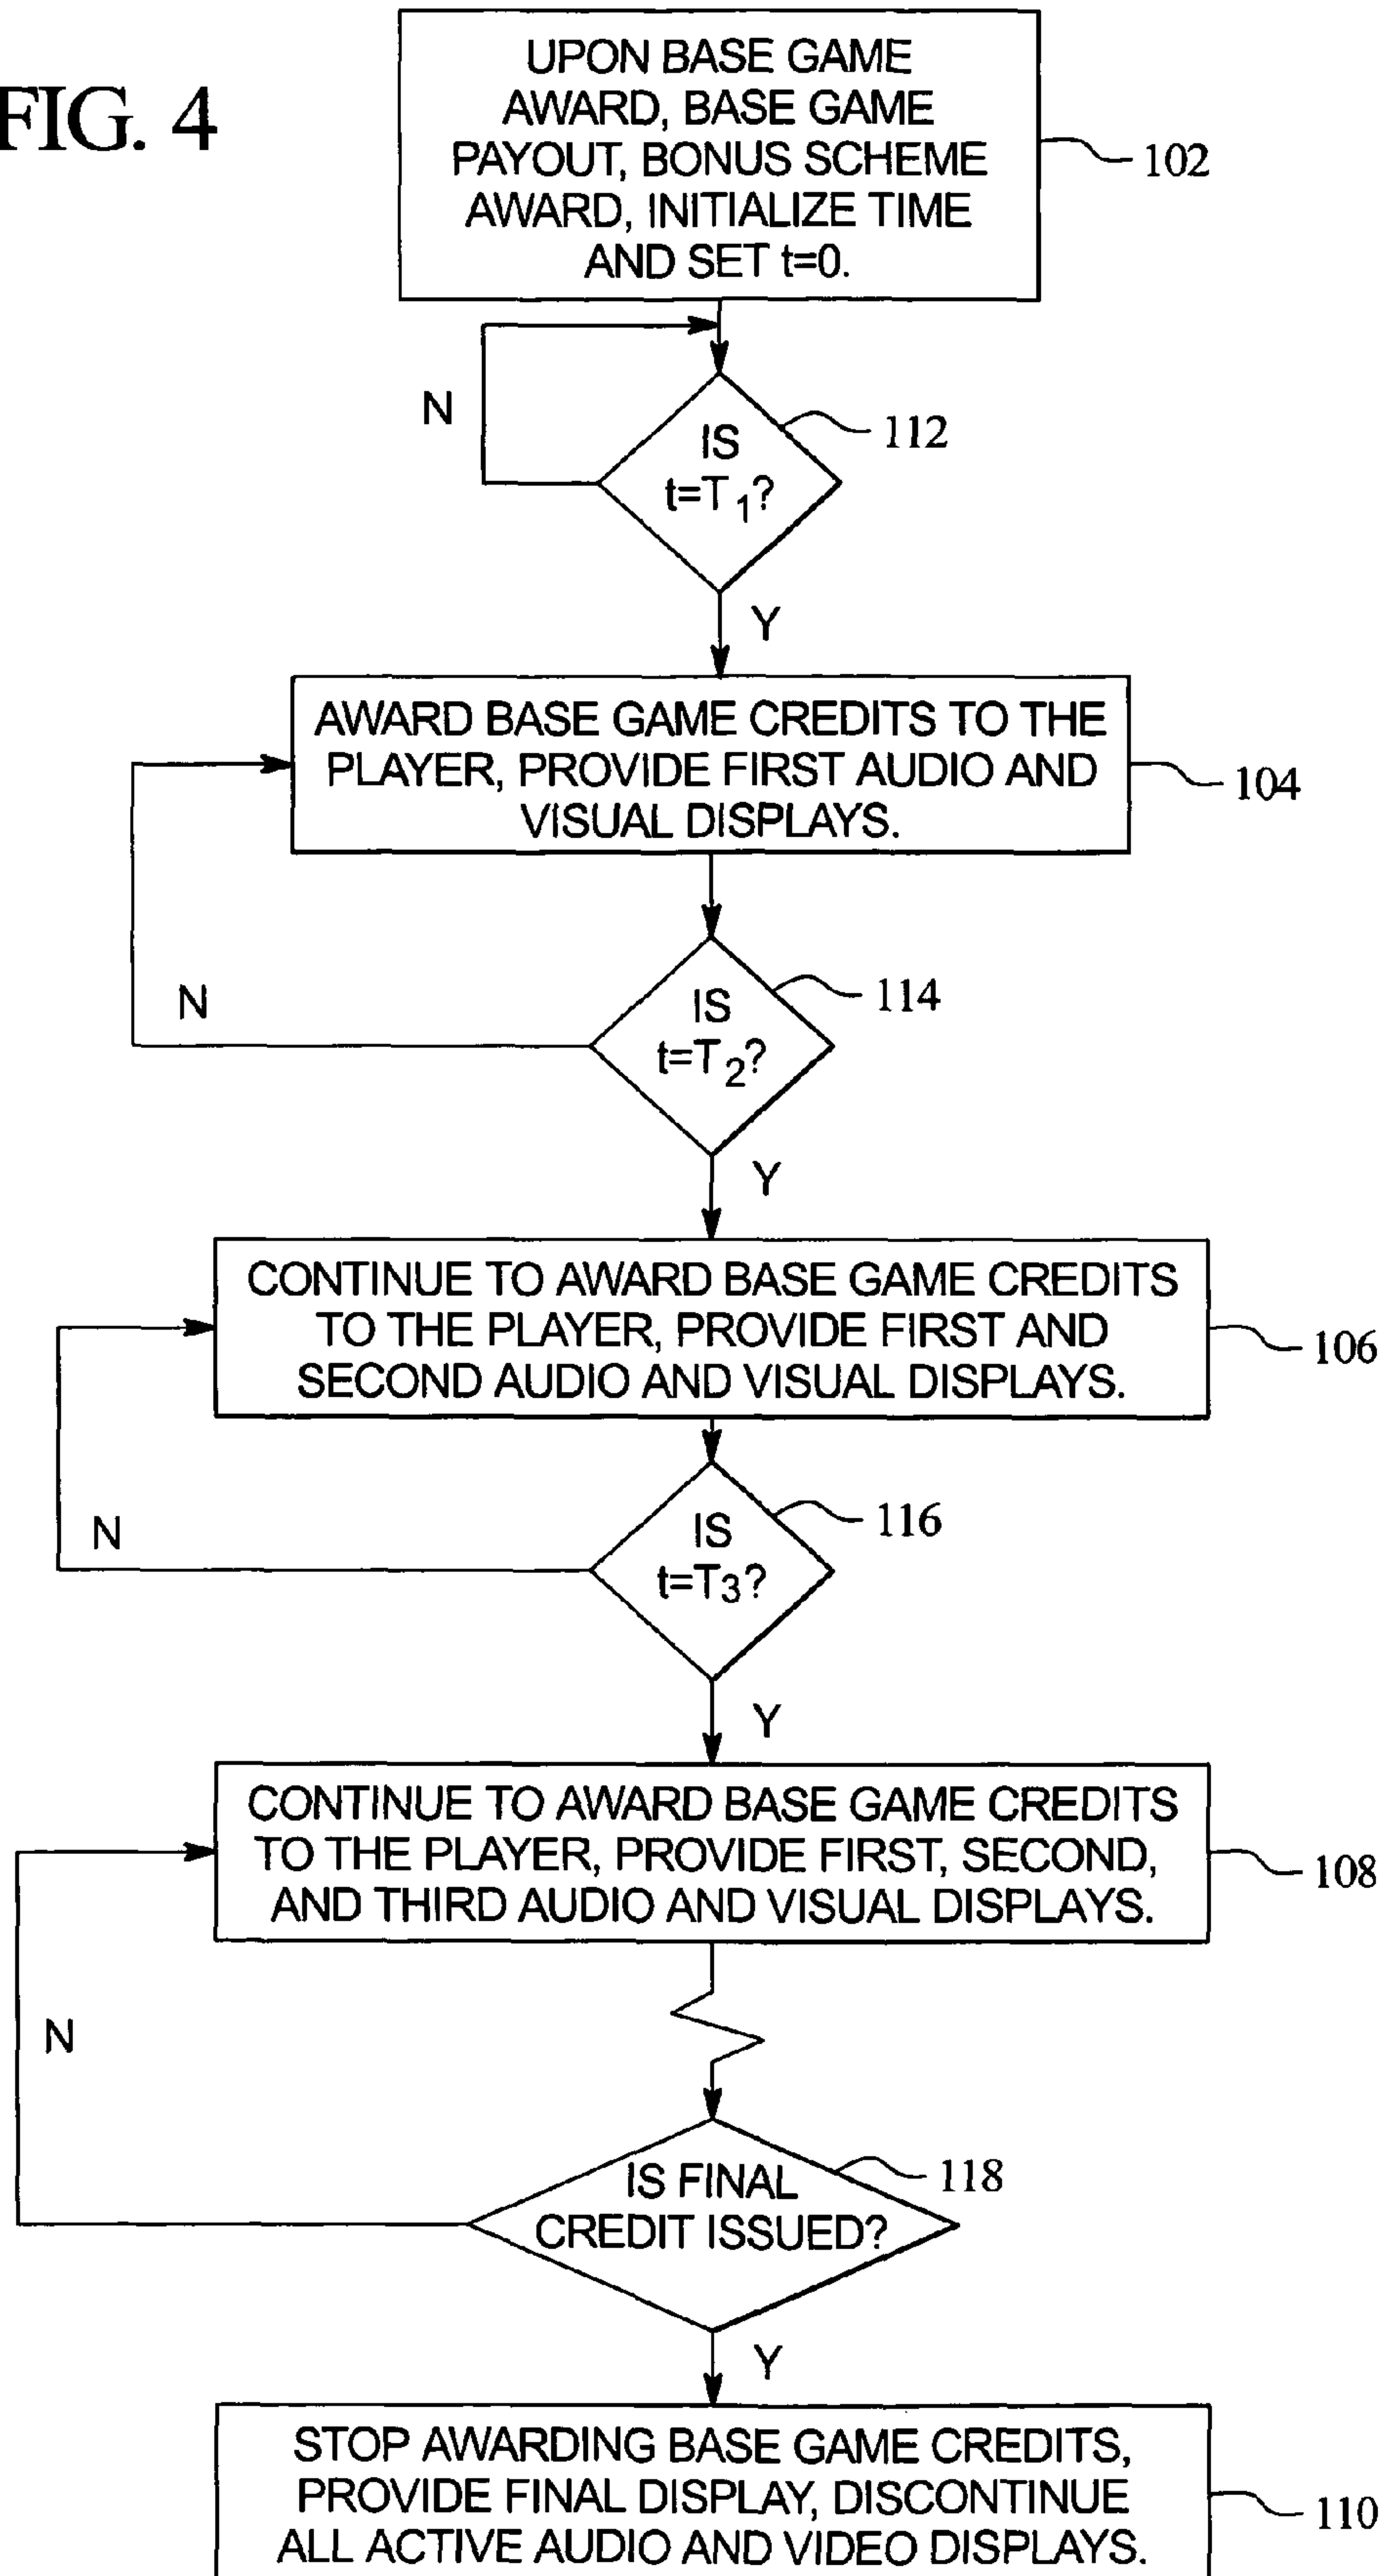 FIG. 4
UPON BASE GAME
AWARD, BASE GAME
PAYOUT, BONUS SCHEME
AWARD, INITIALIZE TIME
AND SET t=0.
102
N
IS
t=T1?
112
Y
AWARD BASE GAME CREDITS TO THE
PLAYER, PROVIDE FIRST AUDIO AND
VISUAL DISPLAYS.
104
N
IS
t=T2?
114
Y
CONTINUE TO AWARD BASE GAME CREDITS
TO THE PLAYER, PROVIDE FIRST AND
SECOND AUDIO AND VISUAL DISPLAYS.
106
N
IS
t=T3?
116
Y
CONTINUE TO AWARD BASE GAME CREDITS
TO THE PLAYER, PROVIDE FIRST, SECOND,
AND THIRD AUDIO AND VISUAL DISPLAYS.
108
N
IS FINAL
CREDIT ISSUED?
118
Y
STOP AWARDING BASE GAME CREDITS,
PROVIDE FINAL DISPLAY, DISCONTINUE
ALL ACTIVE AUDIO AND VIDEO DISPLAYS.
110